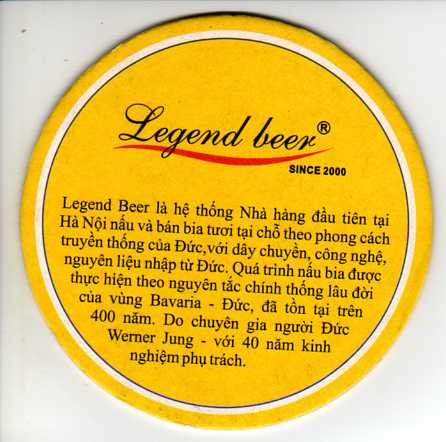 Legend beer®
SINCE 2000
Legend Beer là hệ thống Nhà hàng đầu tiên tại
Hà Nội nấu và bán bia tươi tại chỗ theo phong cách
truyền thống của Đức,với dây chuyền, công nghệ,
nguyên liệu nhập từ Đức. Quá trình nấu bia được
thực hiện theo nguyên tắc chính thống lâu đời
của vùng Bavaria - Đức, đã tồn tại trên
400 năm. Do chuyên gia người Đức
Werner Jung - với 40 năm kinh
nghiệm phụ trách.